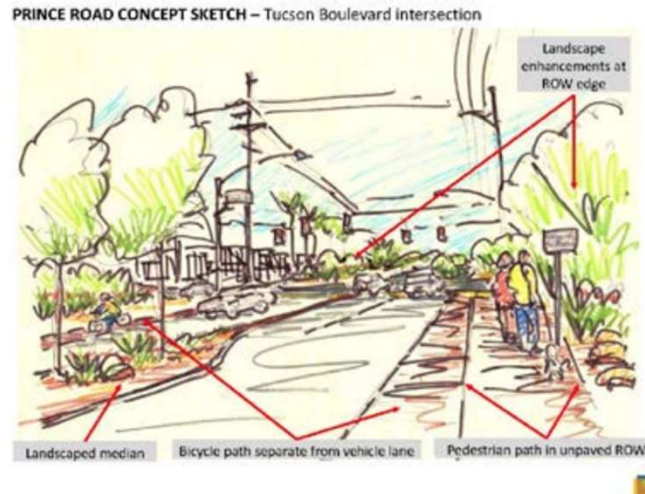 PRINCE ROAD CONCEPT SKETCH – Tucson Boulevard intersection
Landscape
enhancements at
ROW edge
Landscaped median
Bicycle path separate from vehicle lane
Pedestrian path in unpaved ROW